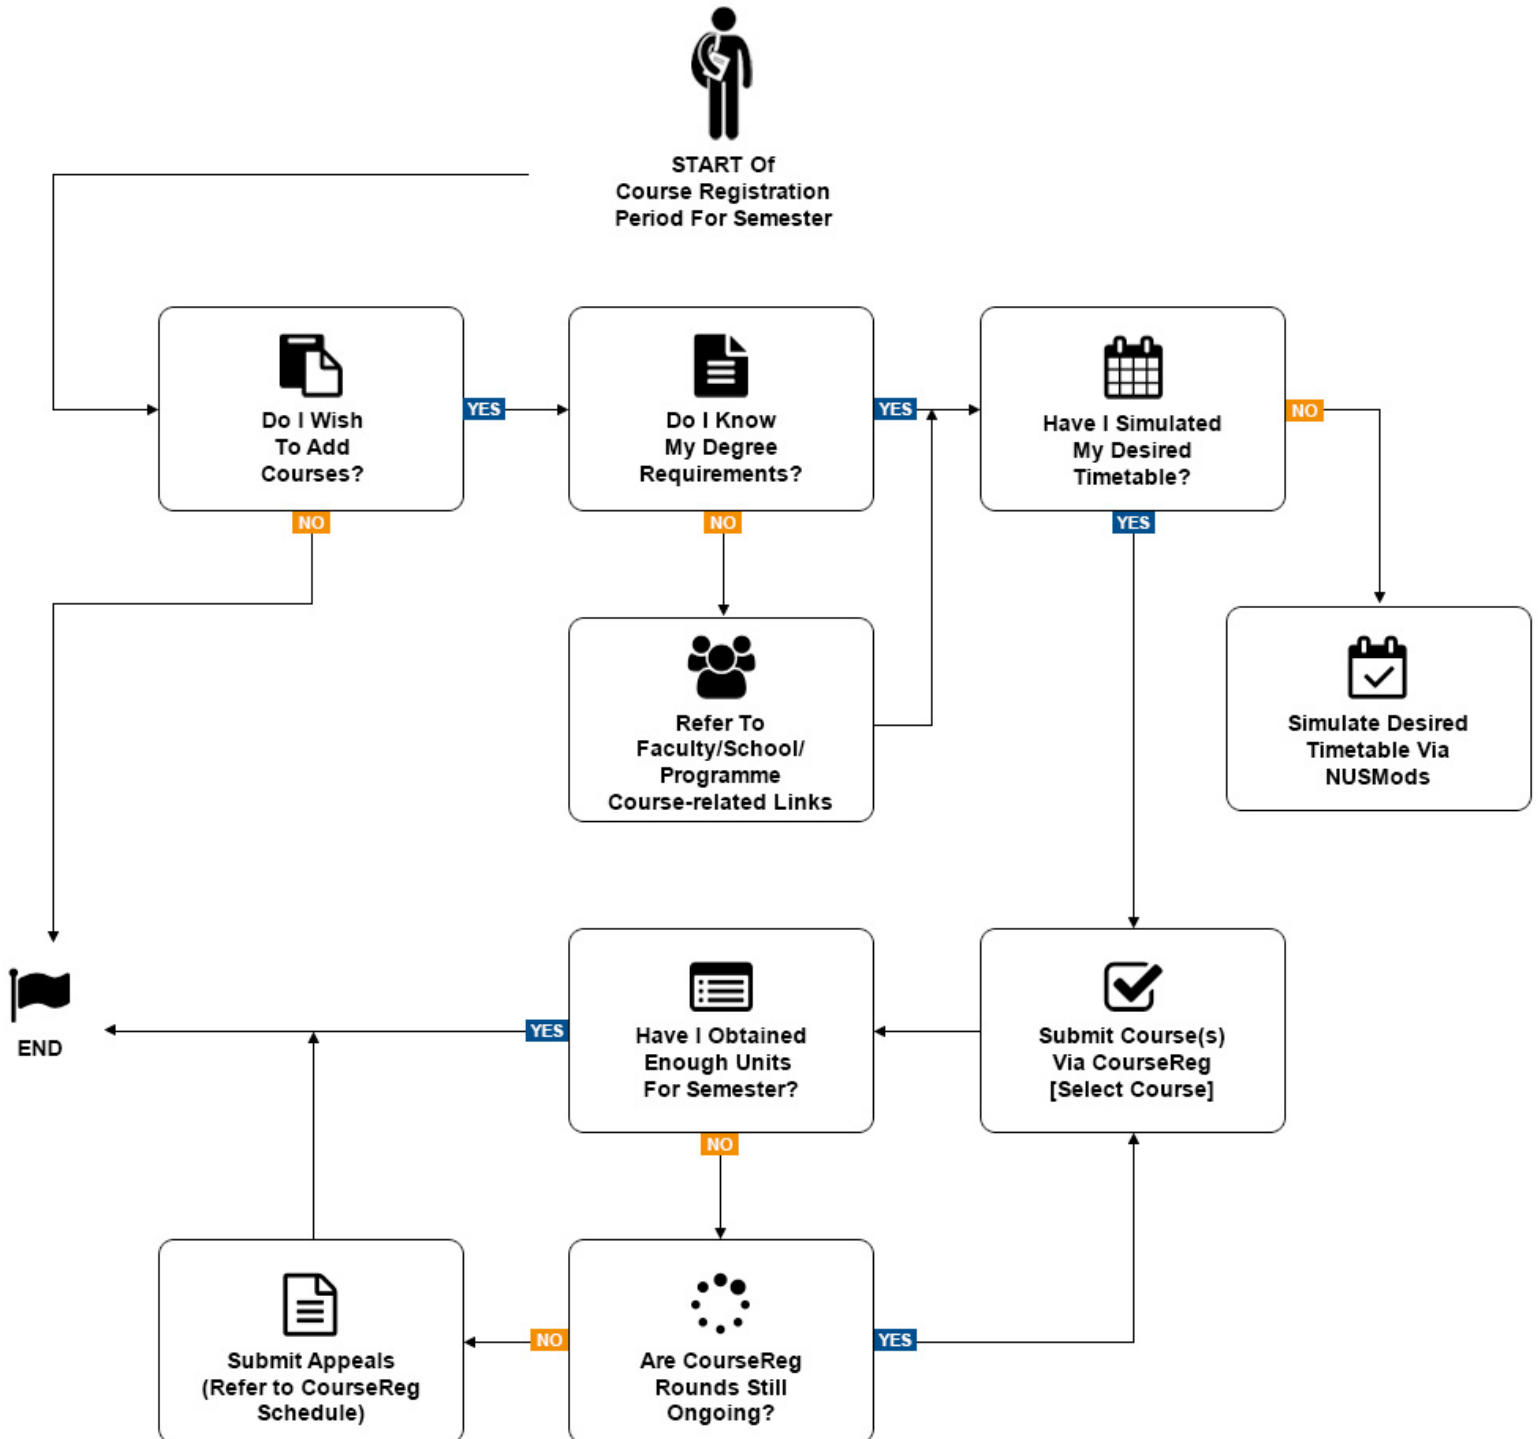 START Of
Course Registration
Period For Semester
Do I Wish
To Add
Courses?
YES
NO
Do I Know
My Degree
Requirements?
YES
NO
Have I Simulated
My Desired
Timetable?
NO
YES
Refer To
Faculty/School/
Programme
Course-related Links
Simulate Desired
Timetable Via
NUSMods
END
YES
Have I Obtained
Enough Units
For Semester?
NO
Submit Course(s)
Via CourseReg
[Select Course]
Submit Appeals
(Refer to CourseReg
Schedule)
NO
Are CourseReg
Rounds Still
Ongoing?
YES